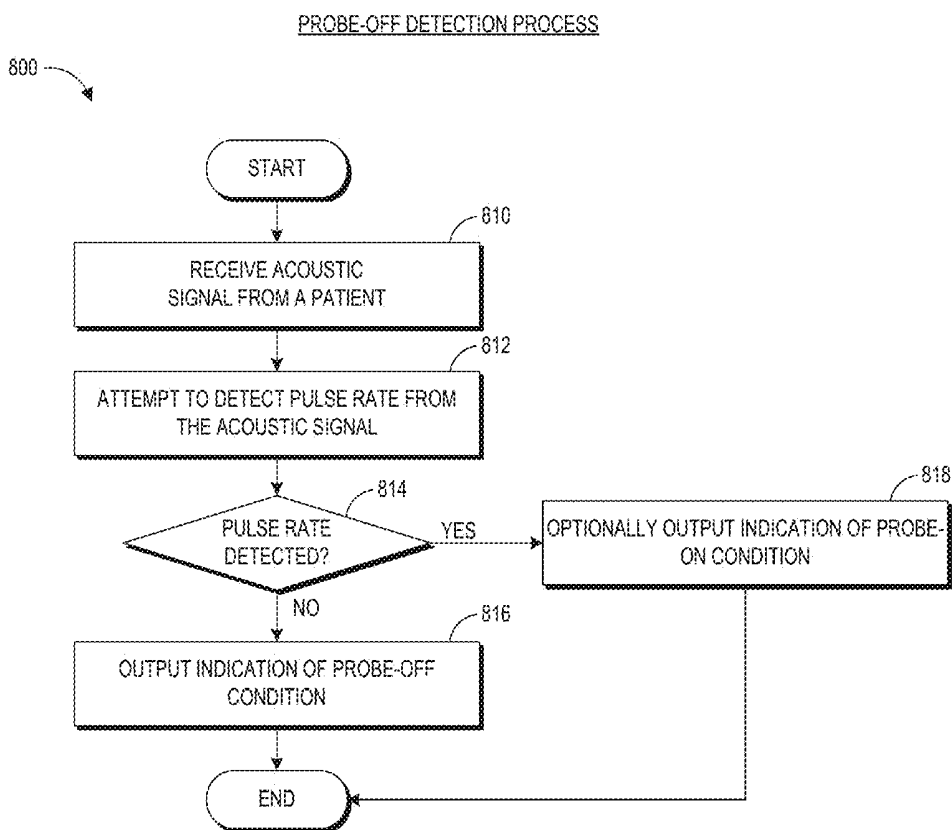 PROBE-OFF DETECTION PROCESS
800
START
810
RECEIVE ACOUSTIC
SIGNAL FROM A PATIENT
812
ATTEMPT TO DETECT PULSE RATE FROM
THE ACOUSTIC SIGNAL
814
PULSE RATE
DETECTED?
YES
818
OPTIONALLY OUTPUT INDICATION OF PROBE-
ON CONDITION
NO
816
OUTPUT INDICATION OF PROBE-OFF
CONDITION
END